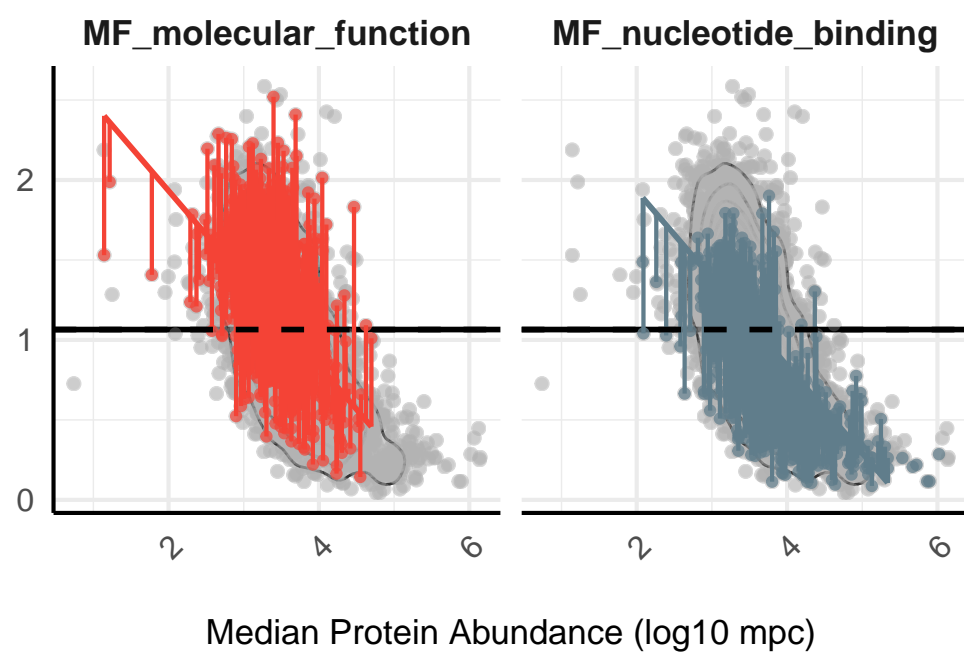 MF_molecular_function MF_nucleotide_binding
2
1
0
2 4 6 2 4 6
Median Protein Abundance (log10 mpc)